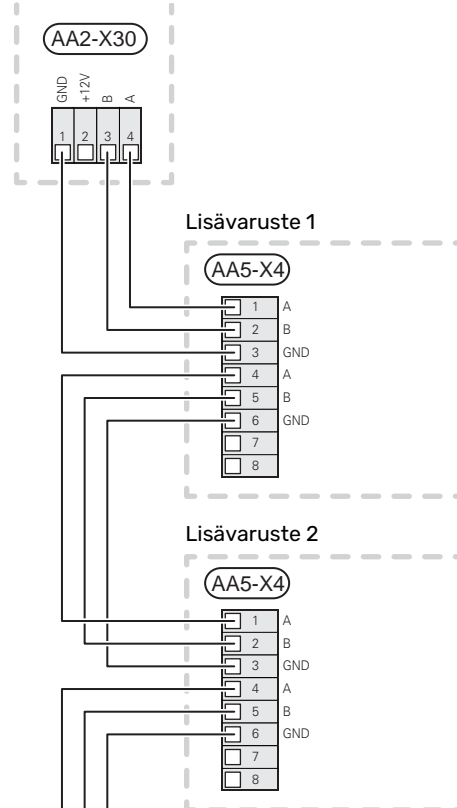 AA2-X30
GND +12V B A
1 2 3 4
Lisävaruste 1
AA5-X4
1 A
2 B
3 GND
4 A
5 B
6 GND
7
8
Lisävaruste 2
AA5-X4
1 A
2 B
3 GND
4 A
5 B
6 GND
7
8